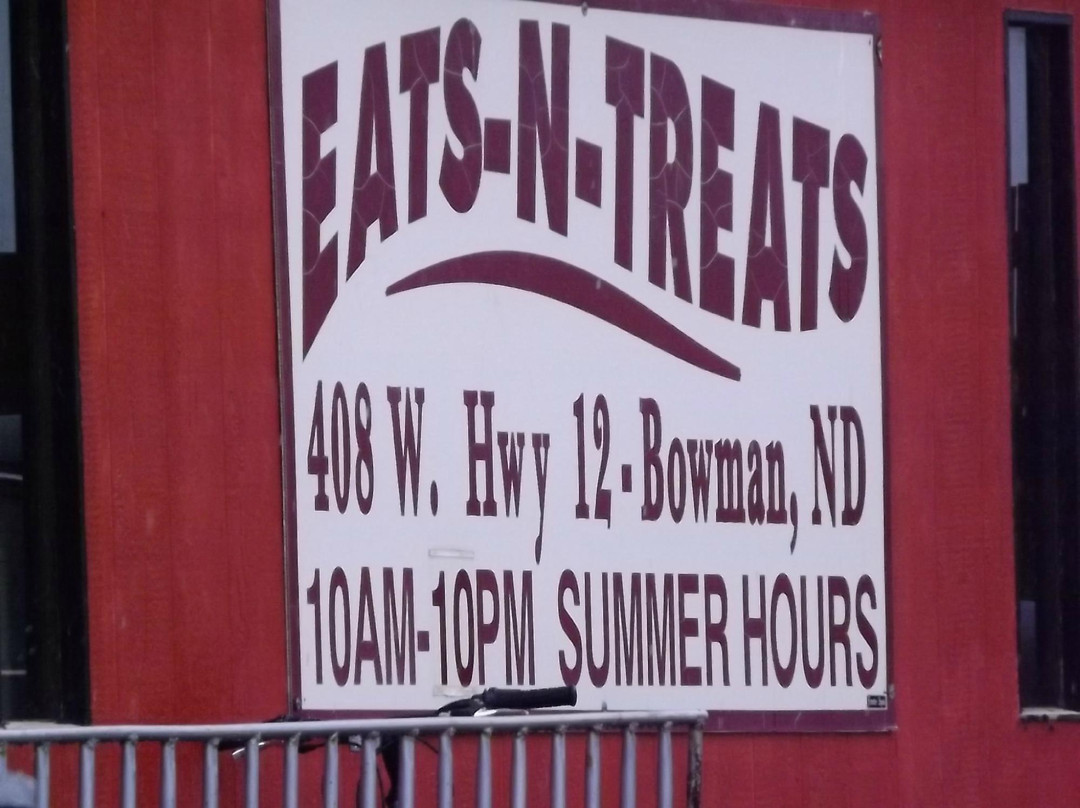 EATS-N-TREATS
408 W. Hwy 12-Bowman, ND
10AM-10PM SUMMER HOURS